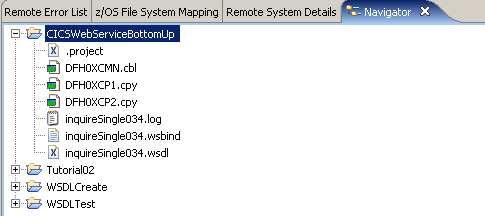 Remote Error List z/OS File System Mapping Remote System Details Navigator
CICSWebServiceBottomUp
.project
DFH0XCMN.cbl
DFH0XCP1.cpy
DFH0XCP2.cpy
inquireSingle034.log
inquireSingle034.wsbind
inquireSingle034.wsdl
Tutorial02
WSDLCreate
WSDLTest